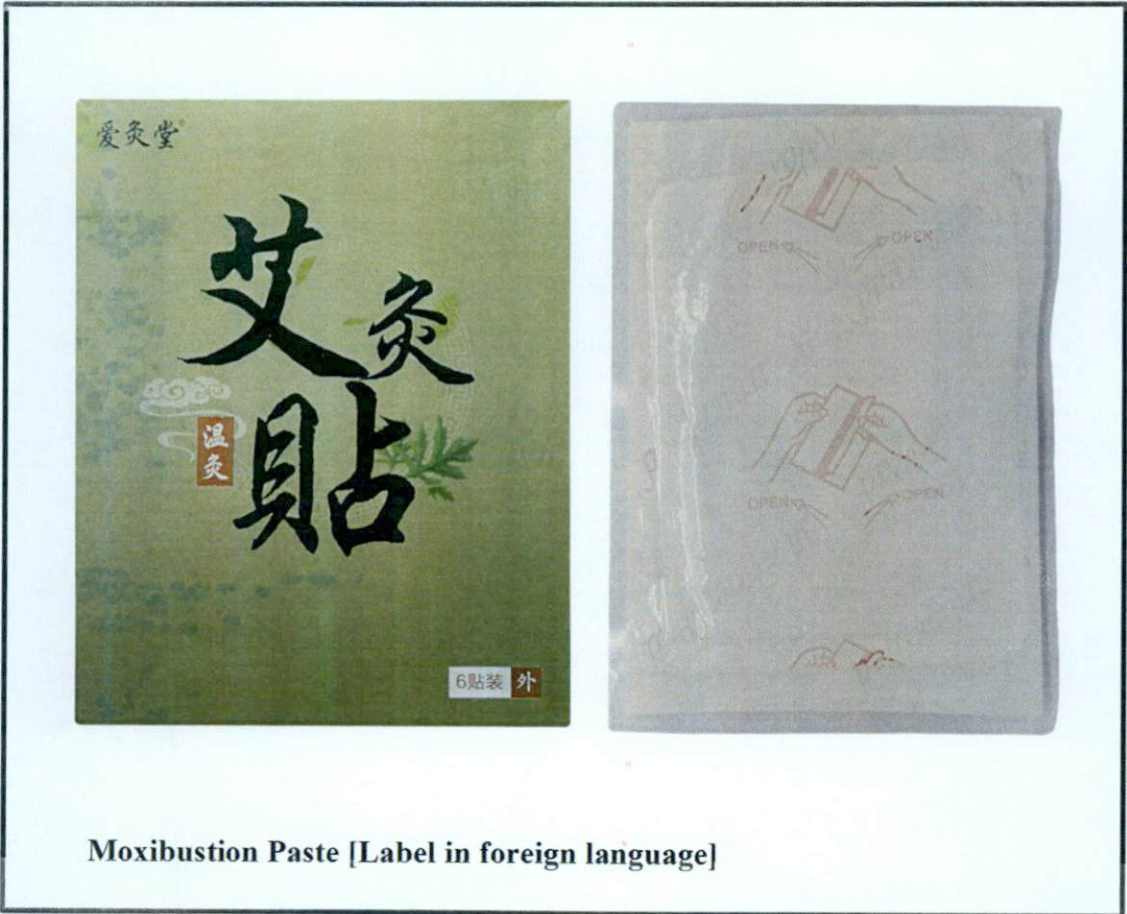 爱灸堂®
艾灸
貼
温灸
6贴装 外
OPEN OPEN
OPEN OPEN
Moxibustion Paste [Label in foreign language]